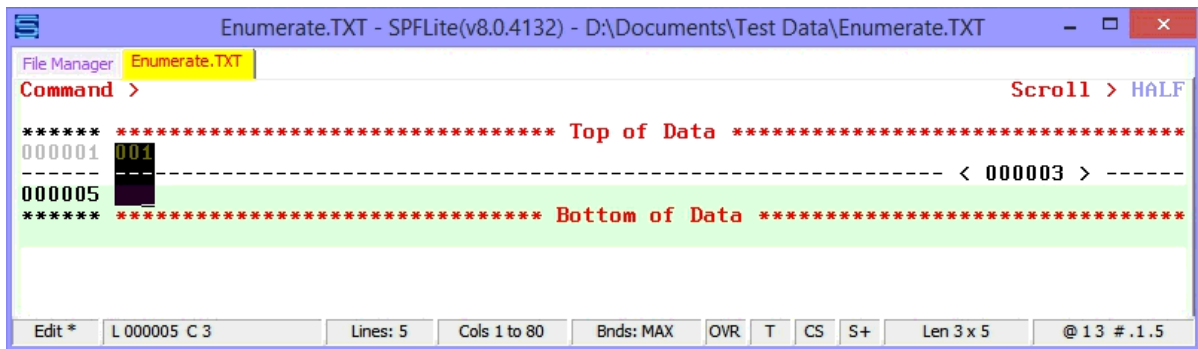 Enumerate.TXT - SPFLite(v8.0.4132) - D:\Documents\Test Data\Enumerate.TXT
File Manager Enumerate.TXT
Command > Scroll > HALF
****** ********************************* Top of Data **********************************
000001 001
------ -------------------------------------------------------------- < 000003 > ------
000005
****** ******************************** Bottom of Data ********************************
Edit * L 000005 C 3 Lines: 5 Cols 1 to 80 Bnds: MAX OVR T CS S+ Len 3 x 5 @ 1 3 # . 1 . 5